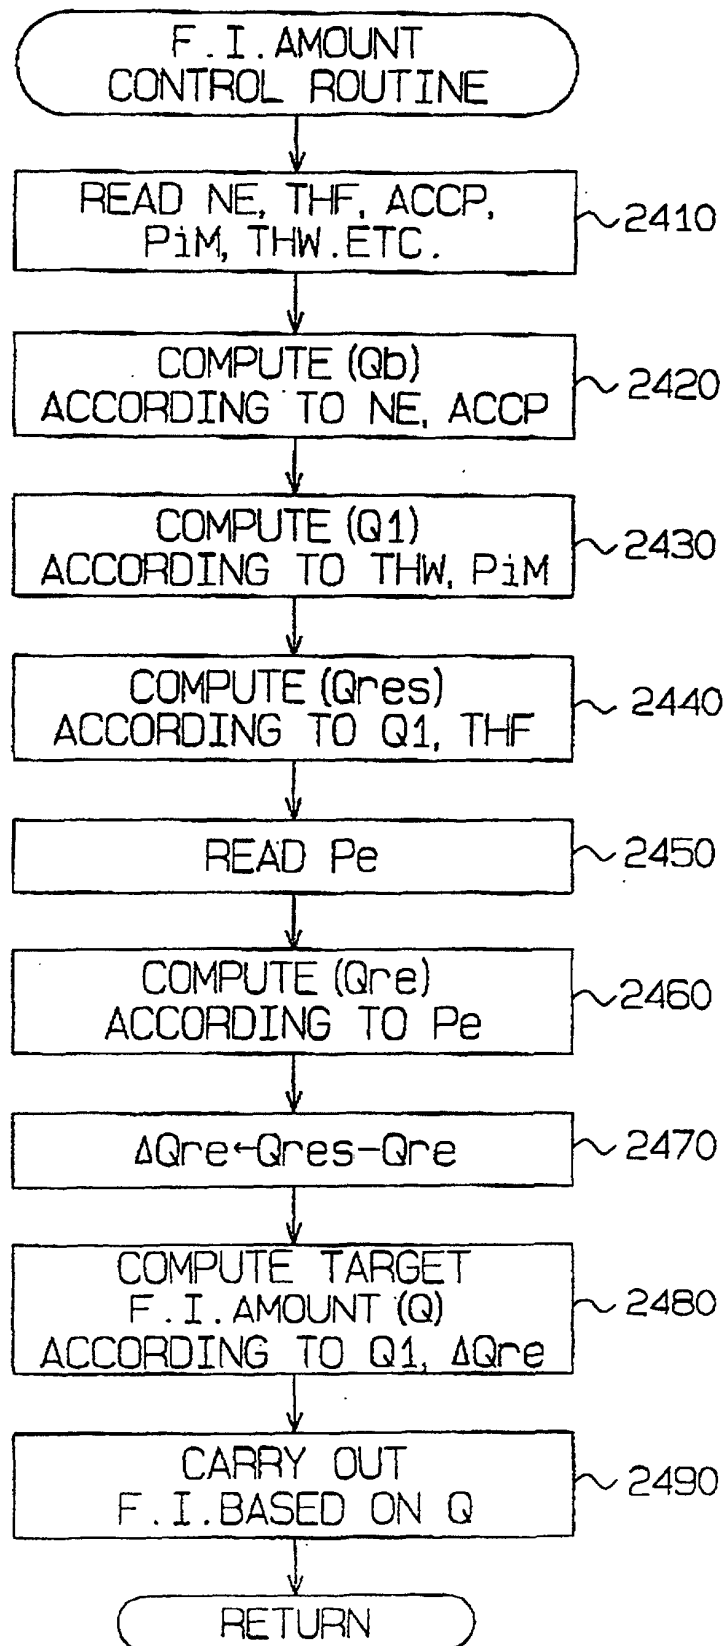 F.I.AMOUNT
CONTROL ROUTINE
READ NE, THF, ACCP,
PiM, THW.ETC.
2410
COMPUTE (Qb)
ACCORDING TO NE, ACCP
2420
COMPUTE (Q1)
ACCORDING TO THW, PiM
2430
COMPUTE (Qres)
ACCORDING TO Q1, THF
2440
READ Pe
2450
COMPUTE (Qre)
ACCORDING TO Pe
2460
ΔQre←Qres-Qre
2470
COMPUTE TARGET
F.I.AMOUNT (Q)
ACCORDING TO Q1, ΔQre
2480
CARRY OUT
F.I.BASED ON Q
2490
RETURN